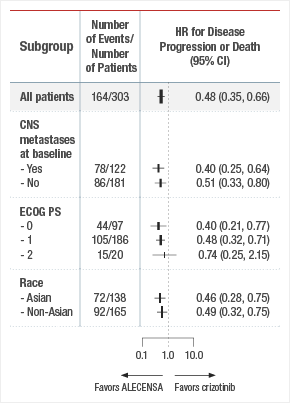 Subgroup
Number
of Events/
Number
of Patients
HR for Disease
Progression or Death
(95% CI)
All patients 164/303 0.48 (0.35, 0.66)
CNS
metastases
at baseline
- Yes 78/122 0.40 (0.25, 0.64)
- No 86/181 0.51 (0.33, 0.80)
ECOG PS
- 0 44/97 0.40 (0.21, 0.77)
- 1 105/186 0.48 (0.32, 0.71)
- 2 15/20 0.74 (0.25, 2.15)
Race
- Asian 72/138 0.46 (0.28, 0.75)
- Non-Asian 92/165 0.49 (0.32, 0.75)
0.1 1.0 10.0
Favors ALECENSA Favors crizotinib